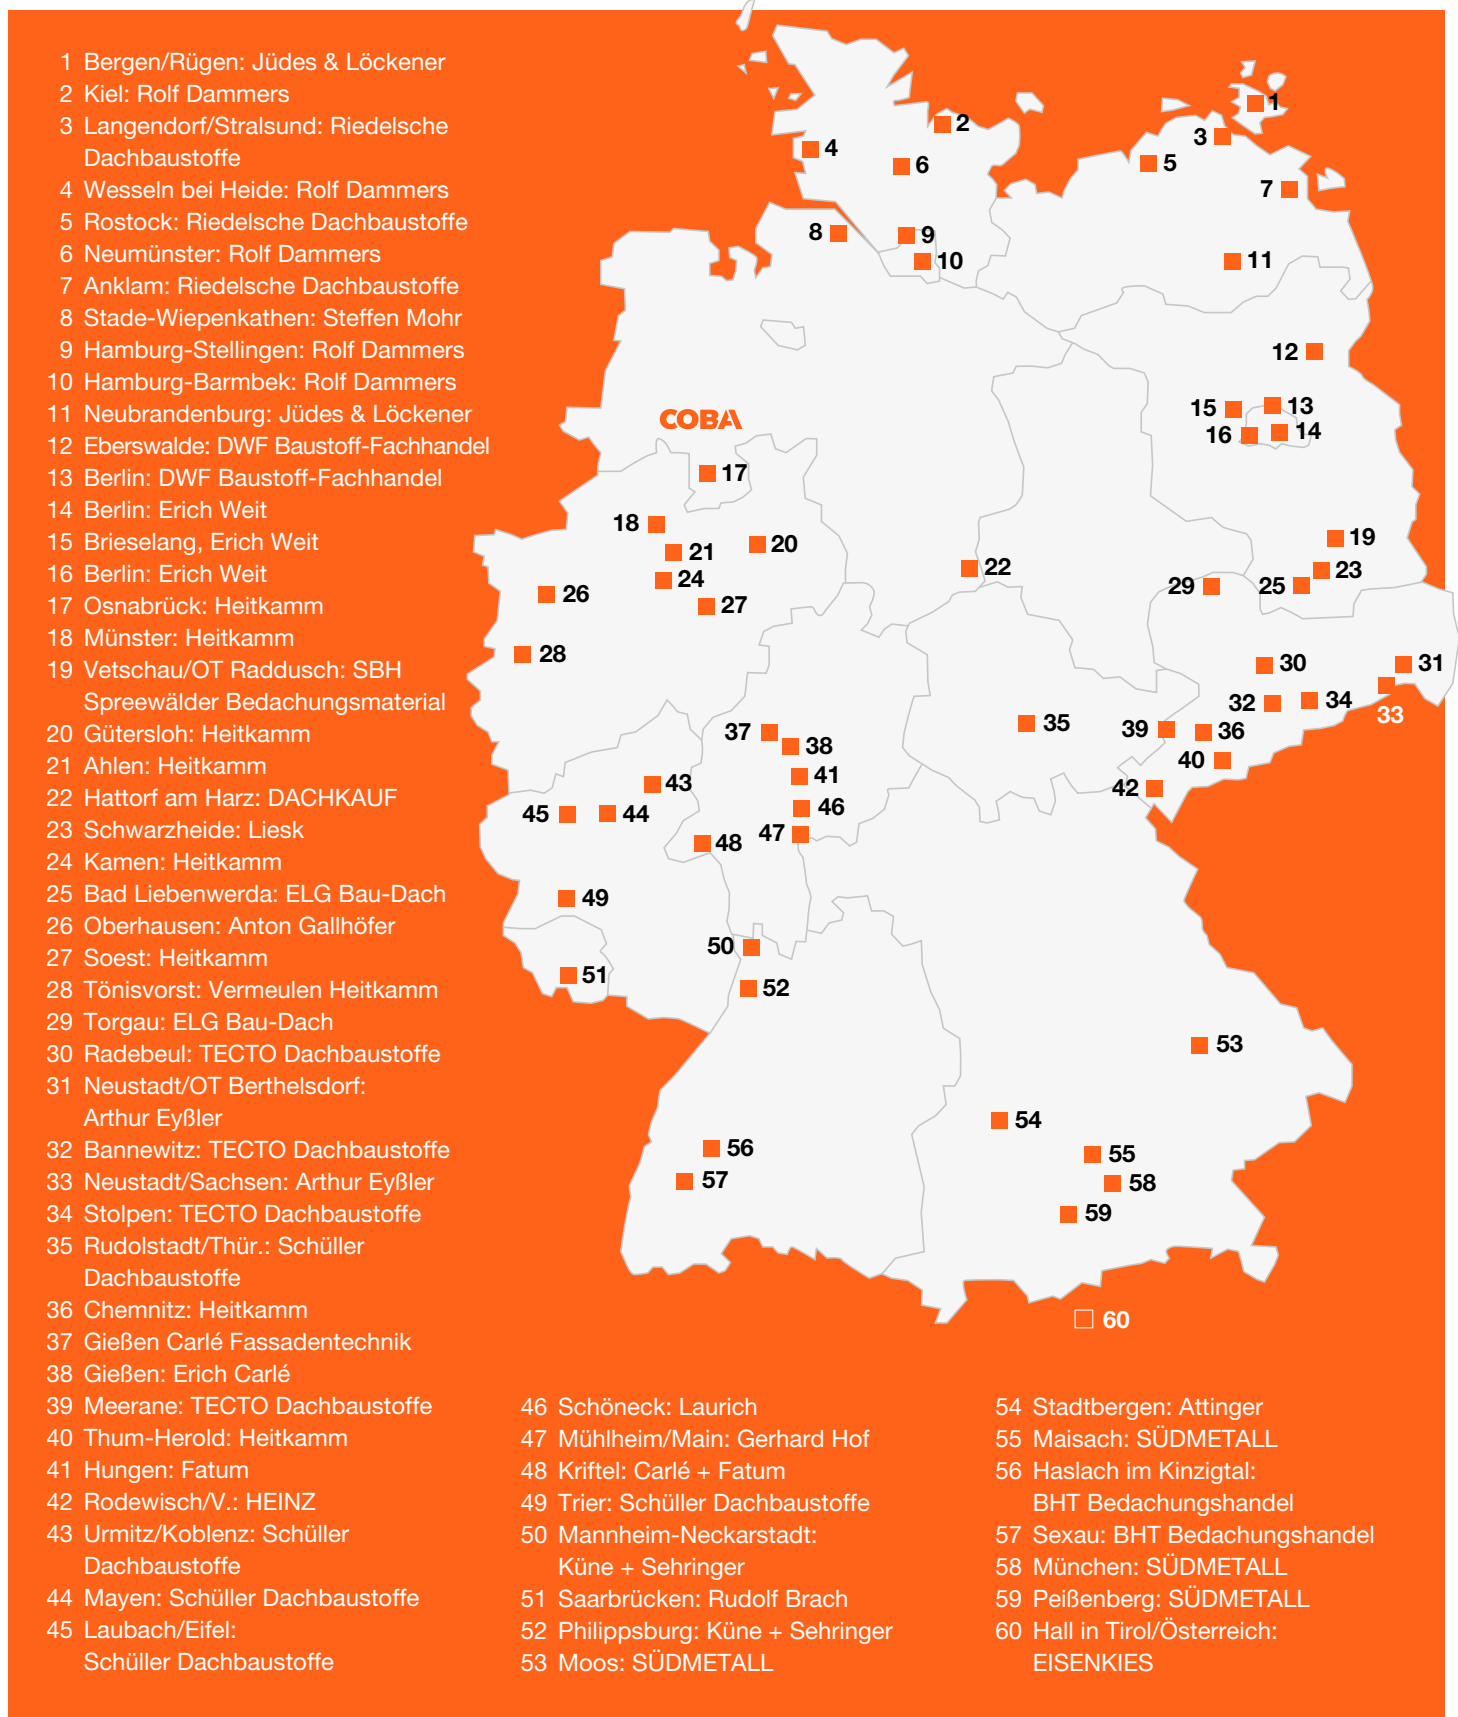 1 Bergen/Rügen: Jüdes & Löckener
2 Kiel: Rolf Dammers
3 Langendorf/Stralsund: Riedelsche
Dachbaustoffe
4 Wesseln bei Heide: Rolf Dammers
5 Rostock: Riedelsche Dachbaustoffe
6 Neumünster: Rolf Dammers
7 Anklam: Riedelsche Dachbaustoffe
8 Stade-Wiepenkathen: Steffen Mohr
9 Hamburg-Stellingen: Rolf Dammers
10 Hamburg-Barmbek: Rolf Dammers
11 Neubrandenburg: Jüdes & Löckener
12 Eberswalde: DWF Baustoff-Fachhandel
13 Berlin: DWF Baustoff-Fachhandel
14 Berlin: Erich Weit
15 Brieselang, Erich Weit
16 Berlin: Erich Weit
17 Osnabrück: Heitkamm
18 Münster: Heitkamm
19 Vetschau/OT Raddusch: SBH
Spreewälder Bedachungsmaterial
20 Gütersloh: Heitkamm
21 Ahlen: Heitkamm
22 Hattorf am Harz: DACHKAUF
23 Schwarzheide: Liesk
24 Kamen: Heitkamm
25 Bad Liebenwerda: ELG Bau-Dach
26 Oberhausen: Anton Gallhöfer
27 Soest: Heitkamm
28 Tönisvorst: Vermeulen Heitkamm
29 Torgau: ELG Bau-Dach
30 Radebeul: TECTO Dachbaustoffe
31 Neustadt/OT Berthelsdorf:
Arthur Eyßler
32 Bannewitz: TECTO Dachbaustoffe
33 Neustadt/Sachsen: Arthur Eyßler
34 Stolpen: TECTO Dachbaustoffe
35 Rudolstadt/Thür.: Schüller
Dachbaustoffe
36 Chemnitz: Heitkamm
37 Gießen Carlé Fassadentechnik
38 Gießen: Erich Carlé
39 Meerane: TECTO Dachbaustoffe
40 Thum-Herold: Heitkamm
41 Hungen: Fatum
42 Rodewisch/V.: HEINZ
43 Urmitz/Koblenz: Schüller
Dachbaustoffe
44 Mayen: Schüller Dachbaustoffe
45 Laubach/Eifel:
Schüller Dachbaustoffe
46 Schöneck: Laurich
47 Mühlheim/Main: Gerhard Hof
48 Kriftel: Carlé + Fatum
49 Trier: Schüller Dachbaustoffe
50 Mannheim-Neckarstadt:
Küne + Sehringer
51 Saarbrücken: Rudolf Brach
52 Philippsburg: Küne + Sehringer
53 Moos: SÜDMETALL
54 Stadtbergen: Attinger
55 Maisach: SÜDMETALL
56 Haslach im Kinzigtal:
BHT Bedachungshandel
57 Sexau: BHT Bedachungshandel
58 München: SÜDMETALL
59 Peißenberg: SÜDMETALL
60 Hall in Tirol/Österreich:
EISENKIES
1
2
3
4
5
6
7
8
9
10
11
12
13
14
15
16
COBA
17
18
19
20
21
22
23
24
25
26
27
28
29
30
31
32
33
34
35
36
37
38
39
40
41
42
43
44
45
46
47
48
49
50
51
52
53
54
55
56
57
58
59
60